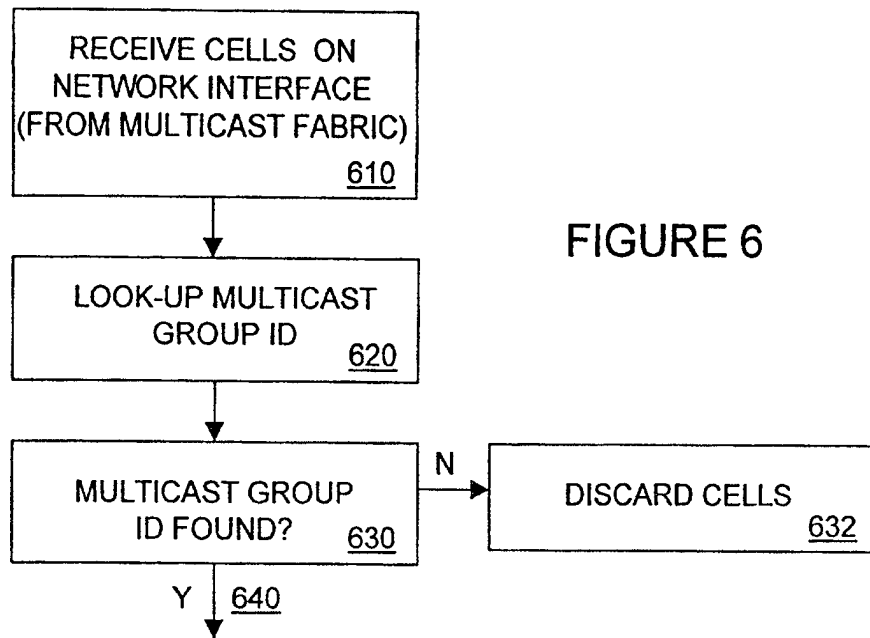 RECEIVE CELLS ON
NETWORK INTERFACE
(FROM MULTICAST FABRIC)
610
FIGURE 6
LOOK-UP MULTICAST
GROUP ID
620
MULTICAST GROUP
ID FOUND?
630
N
DISCARD CELLS
632
Y
640